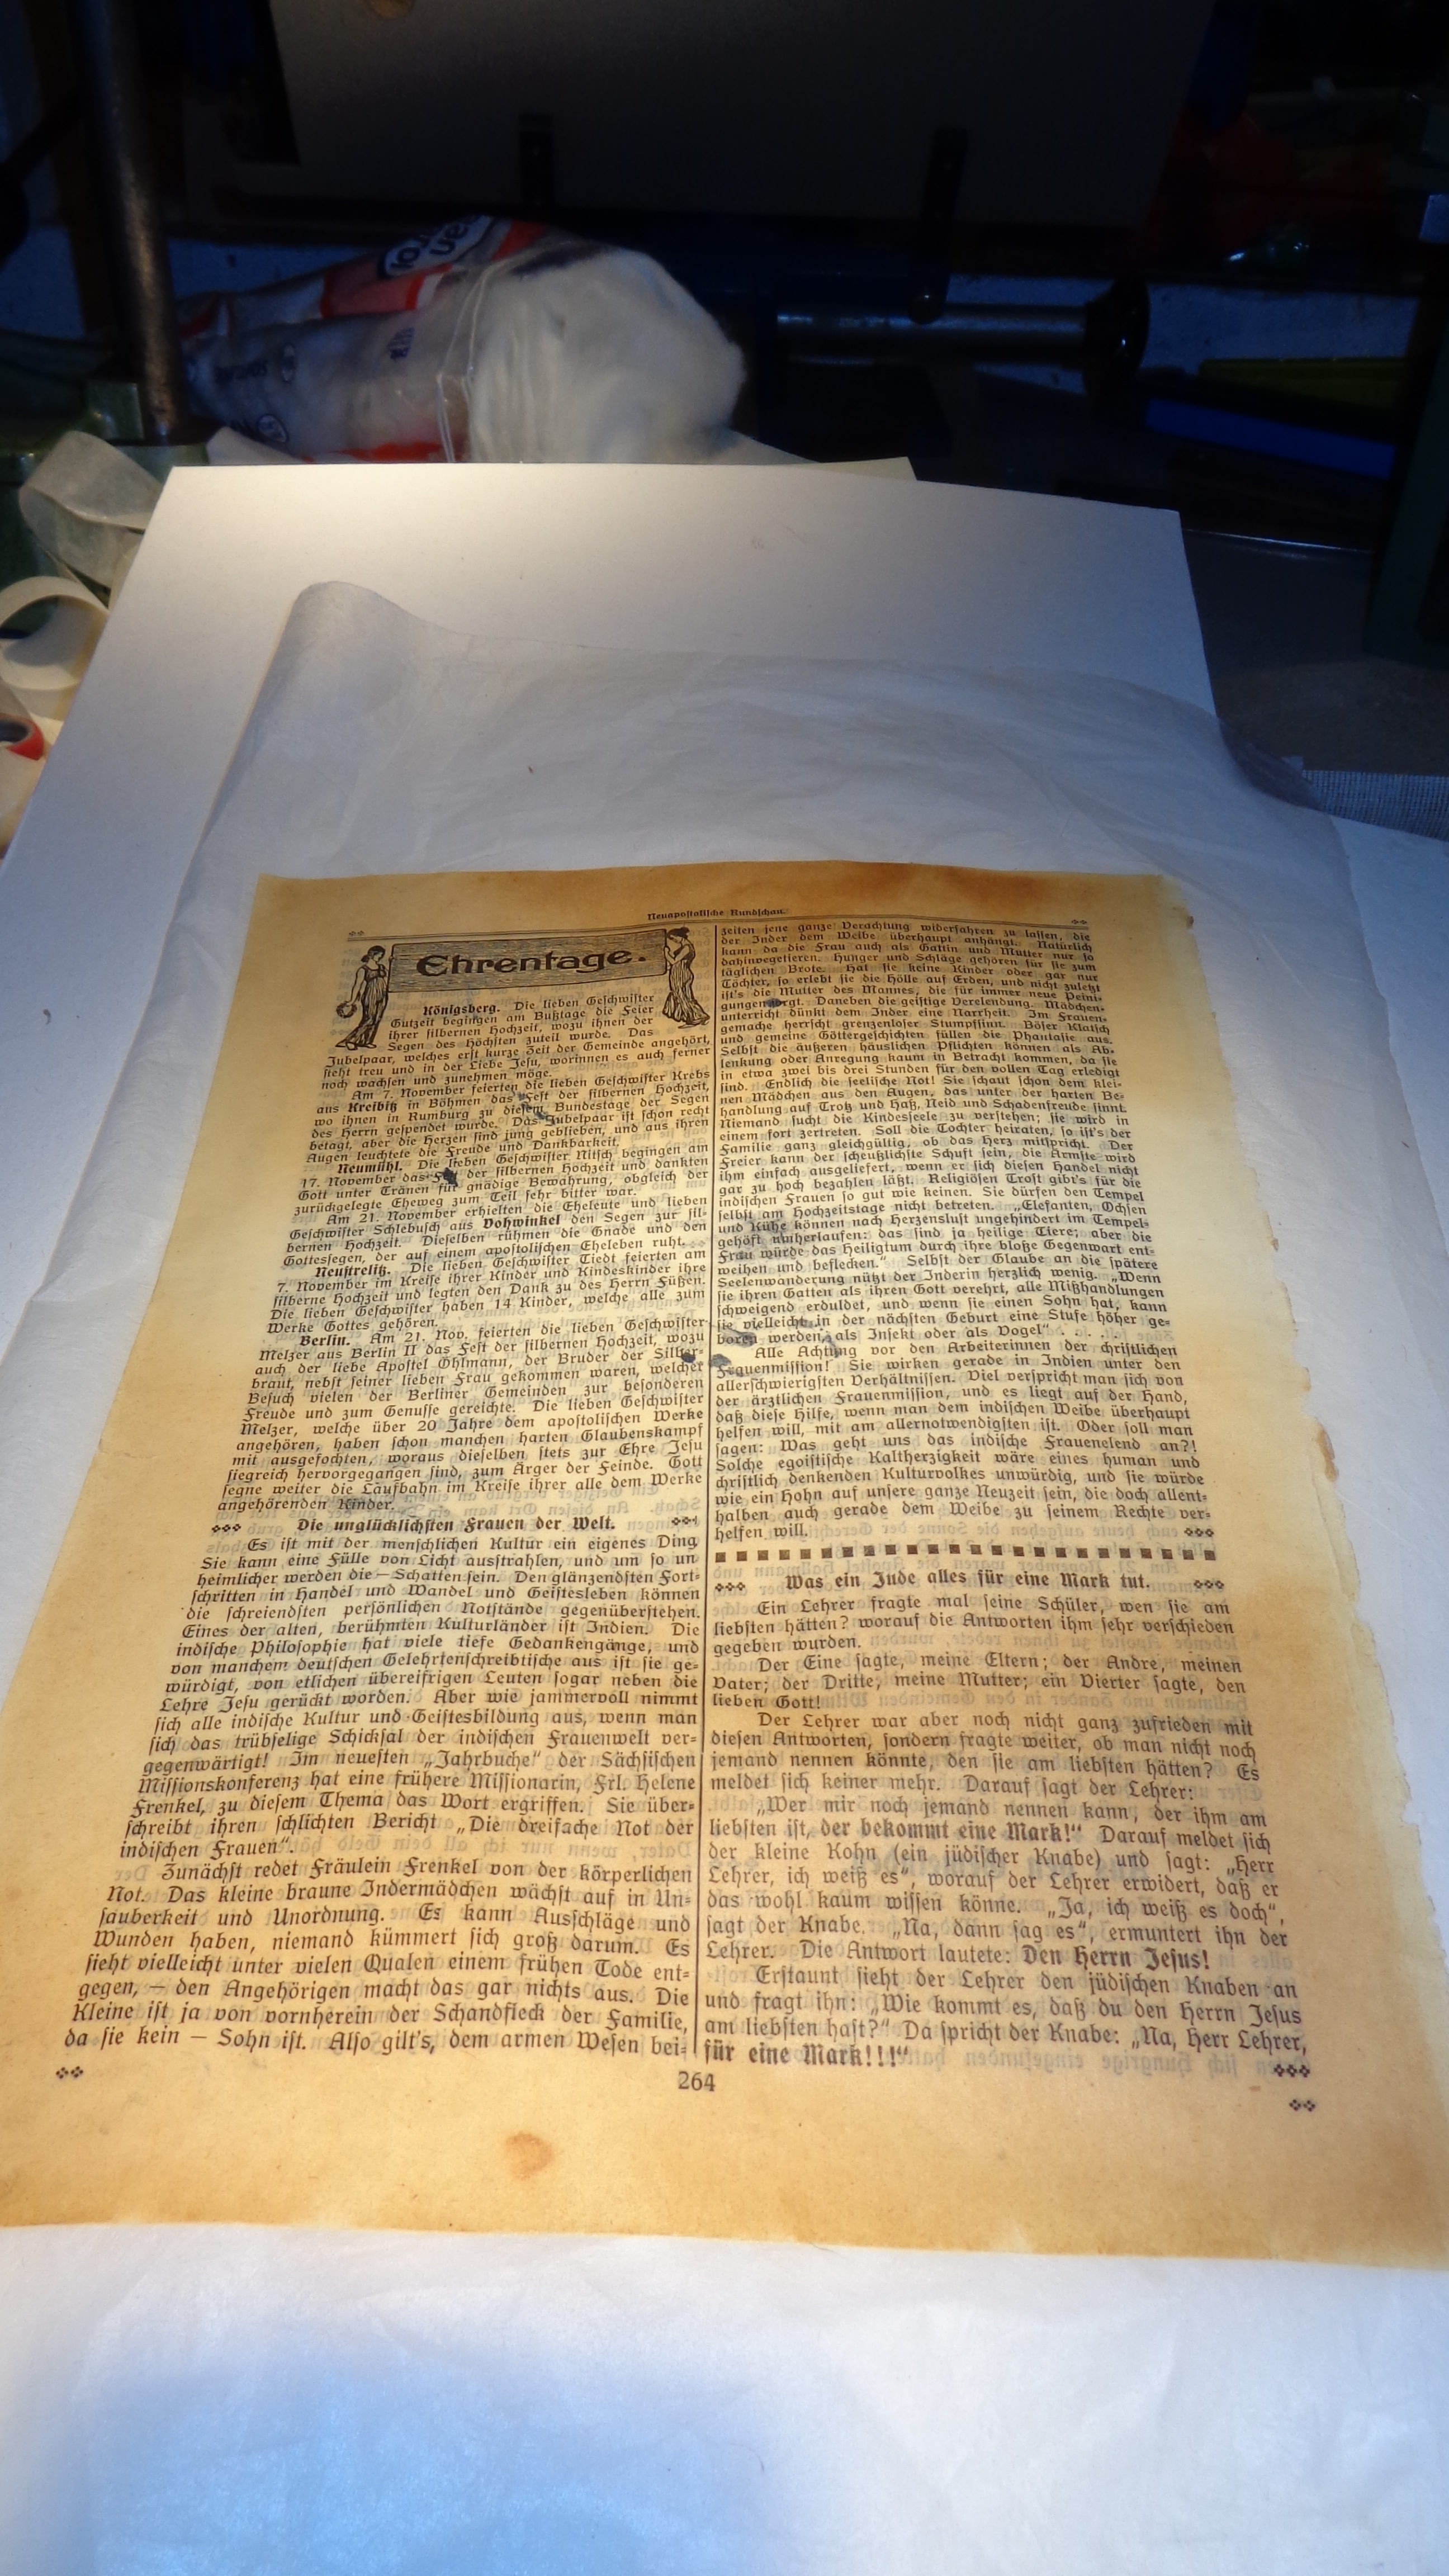 Neuapostolische Rundschau.
Ehrentage.
Königsberg. Die lieben Geschwister
Gutzeit begingen am Bußtage die Feier
ihrer silbernen Hochzeit, wozu ihnen der
Segen des Höchsten zuteil wurde. Das
Jubelpaar, welches erst kurze Zeit der Gemeinde angehört,
steht treu und in der Liebe Jesu, worinnen es auch ferner
noch wachsen und zunehmen möge.
Am 7. November feierten die lieben Geschwister Krebs
aus Kreibitz in Böhmen das Fest der silbernen Hochzeit,
wo ihnen in Rumburg zu diesem Bundestage der Segen
des Herrn gespendet wurde. Das Jubelpaar ist schon recht
betagt, aber die Herzen sind jung geblieben, und aus ihren
Augen leuchtete die Freude und Dankbarkeit.
Neumühl. Die lieben Geschwister Nitsch begingen am
17. November das der silbernen Hochzeit und dankten
Gott unter Tränen für gnädige Bewahrung, obgleich der
zurückgelegte Eheweg zum Teil sehr bitter war.
Am 21. November erhielten die Eheleute und lieben
Geschwister Schlebusch aus Vohwinkel den Segen zur sil-
bernen Hochzeit. Dieselben rühmen die Gnade und den
Gottessegen, der auf einem apostolischen Eheleben ruht.
Neustrelitz. Die lieben Geschwister Tiedt feierten am
7. November im Kreise ihrer Kinder und Kindeskinder ihre
silberne Hochzeit und legten den Dank zu des Herrn Füßen.
Die lieben Geschwister haben 14 Kinder, welche alle zum
Werke Gottes gehören.
Berlin. Am 21. Nov. feierten die lieben Geschwister
Melzer aus Berlin II das Fest der silbernen Hochzeit, wozu
auch der liebe Apostel Ohlmann, der Bruder der Silber-
braut, nebst seiner lieben Frau gekommen waren, welcher
Besuch vielen der Berliner Gemeinden zur besonderen
Freude und zum Genusse gereichte. Die lieben Geschwister
Melzer, welche über 20 Jahre dem apostolischen Werke
angehören, haben schon manchen harten Glaubenskampf
mit ausgefochten, woraus dieselben stets zur Ehre Jesu
siegreich hervorgegangen sind, zum Ärger der Feinde. Gott
segne weiter die Laufbahn im Kreise ihrer alle dem Werke
angehörenden Kinder.
Die unglücklichsten Frauen der Welt.
Es ist mit der menschlichen Kultur ein eigenes Ding
Sie kann eine Fülle von Licht ausstrahlen, und um so un
heimlicher werden die — Schatten sein. Den glänzendsten Fort-
schritten in Handel und Wandel und Geistesleben können
die schreiendsten persönlichen Notstände gegenüberstehen.
Eines der alten, berühmten Kulturländer ist Indien. Die
indische Philosophie hat viele tiefe Gedankengänge, und
von manchem deutschen Gelehrtenschreibtische aus ist sie ge-
würdigt, von etlichen übereifrigen Leuten sogar neben die
Lehre Jesu gerückt worden. Aber wie jammervoll nimmt
sich alle indische Kultur und Geistesbildung aus, wenn man
sich das trübselige Schicksal der indischen Frauenwelt ver-
gegenwärtigt! Im neuesten „Jahrbuche“ der Sächsischen
Missionskonferenz hat eine frühere Missionarin, Frl. Helene
Frenkel, zu diesem Thema das Wort ergriffen. Sie über-
schreibt ihren schlichten Bericht „Die dreifache Not der
indischen Frauen“.
Zunächst redet Fräulein Frenkel von der körperlichen
Not. Das kleine braune Indermädchen wächst auf in Un-
sauberkeit und Unordnung. Es kann Ausschläge und
Wunden haben, niemand kümmert sich groß darum. Es
sieht vielleicht unter vielen Qualen einem frühen Tode ent-
gegen, — den Angehörigen macht das gar nichts aus. Die
Kleine ist ja von vornherein der Schandfleck der Familie,
da sie kein — Sohn ist. Also gilt's, dem armen Wesen bei-
zeiten jene ganze Verachtung widerfahren zu lassen, die
der Inder dem Weibe überhaupt anhängt. Natürlich
kann da die Frau auch als Gattin und Mutter nur so
dahinvegetieren. Hunger und Schläge gehören für sie zum
täglichen Brote. Hat sie keine Kinder oder gar nur
Töchter, so erlebt sie die Hölle auf Erden, und nicht zuletzt
ist's die Mutter des Mannes, die für immer neue Peini-
gungen sorgt. Daneben die geistige Verelendung. Mädchen-
unterricht dünkt dem Inder eine Narrheit. Im Frauen-
gemache herrscht grenzenloser Stumpfsinn. Böser Klatsch
und gemeine Göttergeschichten füllen die Phantasie aus.
Selbst die äußeren häuslichen Pflichten können als Ab-
lenkung oder Anregung kaum in Betracht kommen, da sie
in etwa zwei bis drei Stunden für den vollen Tag erledigt
sind. Endlich die seelische Not! Sie schaut schon dem klei-
nen Mädchen aus den Augen, das unter der harten Be-
handlung auf Trotz und Haß, Neid und Schadenfreude sinnt.
Niemand sucht die Kindesseele zu verstehen; sie wird in
einem fort zertreten. Soll die Tochter heiraten, so ist's der
Familie ganz gleichgültig, ob das Herz mitspricht. Der
Freier kann der scheußlichste Schuft sein, die Ärmste wird
ihm einfach ausgeliefert, wenn er sich diesen Handel nicht
gar zu hoch bezahlen läßt. Religiösen Trost gibt's für die
indischen Frauen so gut wie keinen. Sie dürfen den Tempel
selbst am Hochzeitstage nicht betreten. „Elefanten, Ochsen
und Kühe können nach Herzenslust ungehindert im Tempel-
gehöft umherlaufen: das sind ja heilige Tiere; aber die
Frau würde das Heiligtum durch ihre bloße Gegenwart ent-
weihen und beflecken.“ Selbst der Glaube an die spätere
Seelenwanderung nützt der Inderin herzlich wenig. „Wenn
sie ihren Gatten als ihren Gott verehrt, alle Mißhandlungen
schweigend erduldet, und wenn sie einen Sohn hat, kann
sie vielleicht in der nächsten Geburt eine Stufe höher ge-
boren werden, als Insekt oder als Vogel“ . . . . .
Alle Achtung vor den Arbeiterinnen der christlichen
Frauenmission! Sie wirken gerade in Indien unter den
allerschwierigsten Verhältnissen. Viel verspricht man sich von
der ärztlichen Frauenmission, und es liegt auf der Hand,
daß diese Hilfe, wenn man dem indischen Weibe überhaupt
helfen will, mit am allernotwendigsten ist. Oder soll man
sagen: Was geht uns das indische Frauenelend an?!
Solche egoistische Kaltherzigkeit wäre eines human und
christlich denkenden Kulturvolkes unwürdig, und sie würde
wie ein Hohn auf unsere ganze Neuzeit sein, die doch allent-
halben auch gerade dem Weibe zu seinem Rechte ver-
helfen will.
Was ein Jude alles für eine Mark tut.
Ein Lehrer fragte mal seine Schüler, wen sie am
liebsten hätten? worauf die Antworten ihm sehr verschieden
gegeben wurden.
Der Eine sagte, meine Eltern; der Andre, meinen
Vater; der Dritte, meine Mutter; ein Vierter sagte, den
lieben Gott!
Der Lehrer war aber noch nicht ganz zufrieden mit
diesen Antworten, sondern fragte weiter, ob man nicht noch
jemand nennen könnte, den sie am liebsten hätten? Es
meldet sich keiner mehr. Darauf sagt der Lehrer:
„Wer mir noch jemand nennen kann, der ihm am
liebsten ist, der bekommt eine Mark!“ Darauf meldet sich
der kleine Kohn (ein jüdischer Knabe) und sagt: „Herr
Lehrer, ich weiß es“, worauf der Lehrer erwidert, daß er
das wohl kaum wissen könne. „Ja, ich weiß es doch“,
sagt der Knabe. „Na, dann sag es“, ermuntert ihn der
Lehrer. Die Antwort lautete: Den Herrn Jesus!
Erstaunt sieht der Lehrer den jüdischen Knaben an
und fragt ihn: „Wie kommt es, daß du den Herrn Jesus
am liebsten hast?“ Da spricht der Knabe: „Na, Herr Lehrer,
für eine Mark!!!“
264